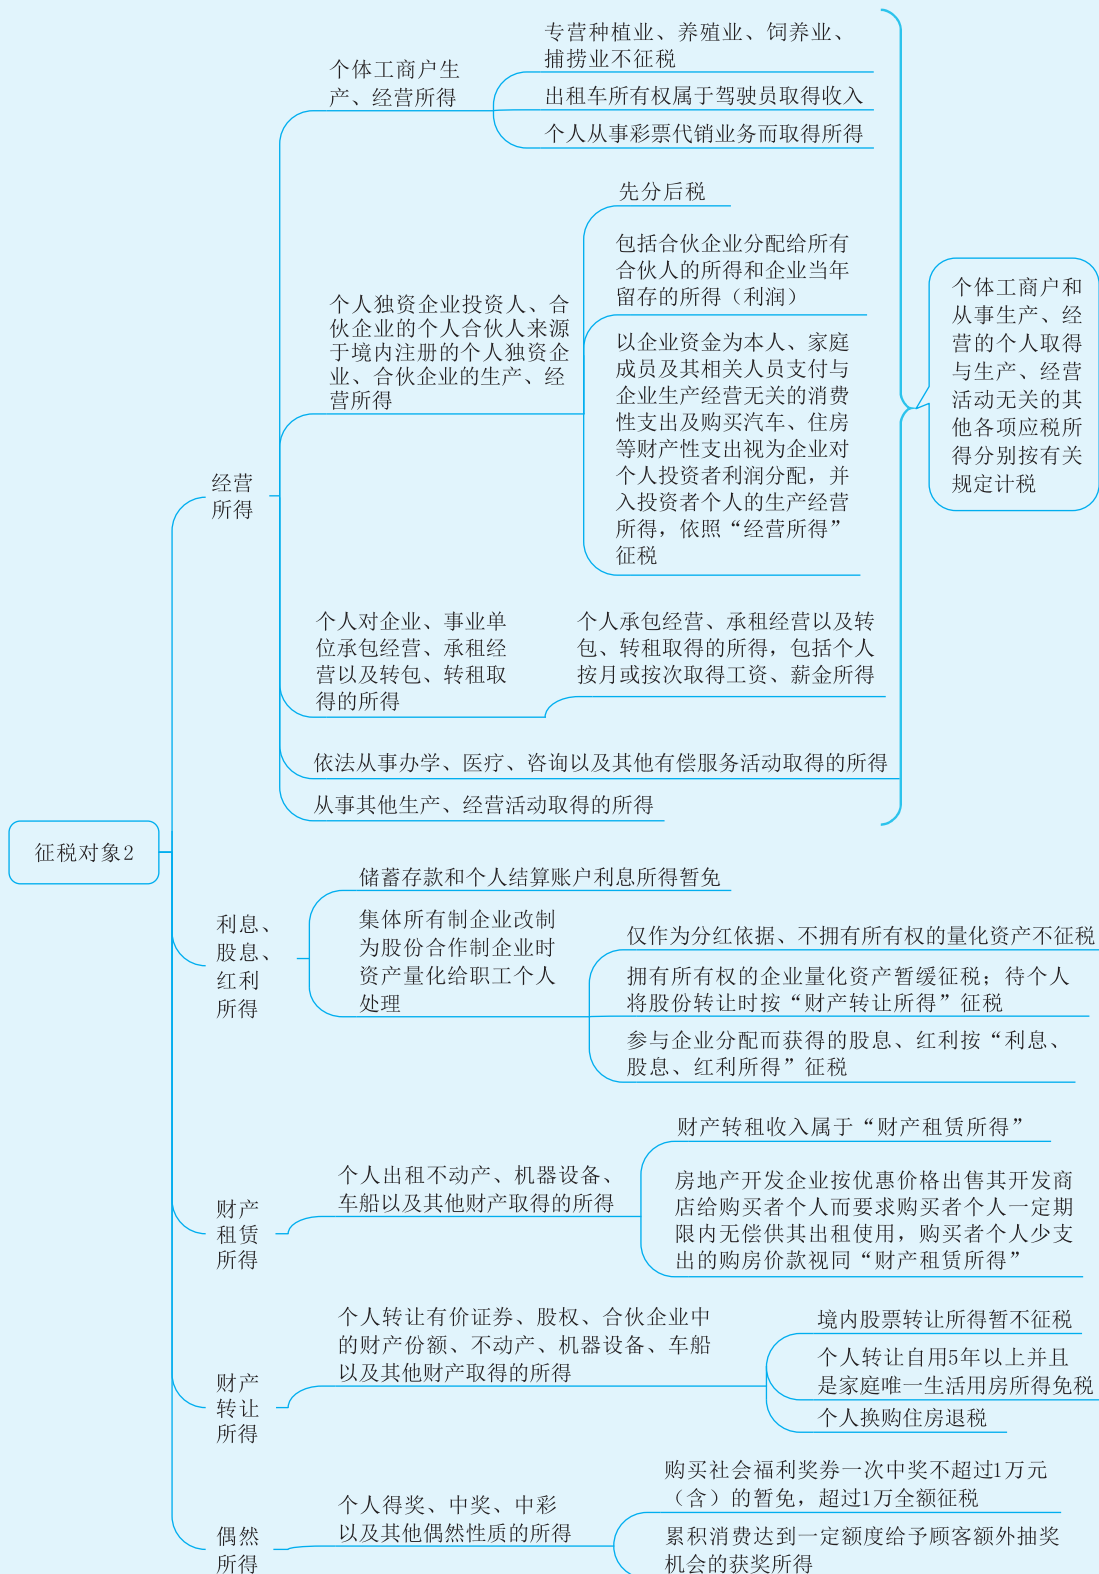 征税对象2
经营
所得
个体工商户生
产、经营所得
专营种植业、养殖业、饲养业、
捕捞业不征税
出租车所有权属于驾驶员取得收入
个人从事彩票代销业务而取得所得
个人独资企业投资人、合
伙企业的个人合伙人来源
于境内注册的个人独资企
业、合伙企业的生产、经
营所得
先分后税
包括合伙企业分配给所有
合伙人的所得和企业当年
留存的所得（利润）
以企业资金为本人、家庭
成员及其相关人员支付与
企业生产经营无关的消费
性支出及购买汽车、住房
等财产性支出视为企业对
个人投资者利润分配，并
入投资者个人的生产经营
所得，依照“经营所得”
征税
个人对企业、事业单
位承包经营、承租经
营以及转包、转租取
得的所得
个人承包经营、承租经营以及转
包、转租取得的所得，包括个人
按月或按次取得工资、薪金所得
依法从事办学、医疗、咨询以及其他有偿服务活动取得的所得
从事其他生产、经营活动取得的所得
个体工商户和
从事生产、经
营的个人取得
与生产、经营
活动无关的其
他各项应税所
得分别按有关
规定计税
利息、
股息、
红利
所得
储蓄存款和个人结算账户利息所得暂免
集体所有制企业改制
为股份合作制企业时
资产量化给职工个人
处理
仅作为分红依据、不拥有所有权的量化资产不征税
拥有所有权的企业量化资产暂缓征税；待个人
将股份转让时按“财产转让所得”征税
参与企业分配而获得的股息、红利按“利息、
股息、红利所得”征税
财产
租赁
所得
个人出租不动产、机器设备、
车船以及其他财产取得的所得
财产转租收入属于“财产租赁所得”
房地产开发企业按优惠价格出售其开发商
店给购买者个人而要求购买者个人一定期
限内无偿供其出租使用，购买者个人少支
出的购房价款视同“财产租赁所得”
财产
转让
所得
个人转让有价证券、股权、合伙企业中
的财产份额、不动产、机器设备、车船
以及其他财产取得的所得
境内股票转让所得暂不征税
个人转让自用5年以上并且
是家庭唯一生活用房所得免税
个人换购住房退税
偶然
所得
个人得奖、中奖、中彩
以及其他偶然性质的所得
购买社会福利奖券一次中奖不超过1万元
（含）的暂免，超过1万全额征税
累积消费达到一定额度给予顾客额外抽奖
机会的获奖所得